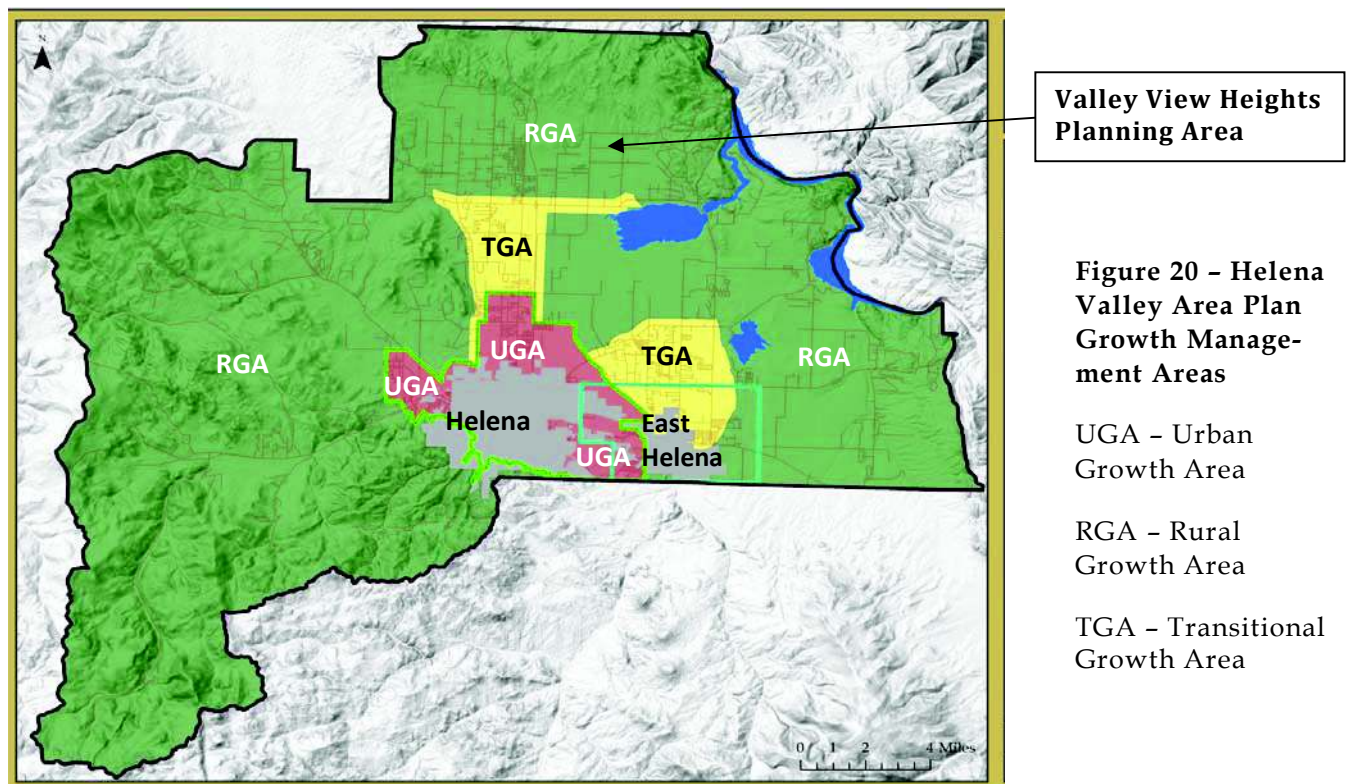 Z
RGA
TGA
RGA
UGA
TGA
RGA
UGA
Helena
East
Helena
UGA
0 1 2 4 Miles
Valley View Heights
Planning Area
Figure 20 – Helena
Valley Area Plan
Growth Manage-
ment Areas
UGA – Urban
Growth Area
RGA – Rural
Growth Area
TGA – Transitional
Growth Area